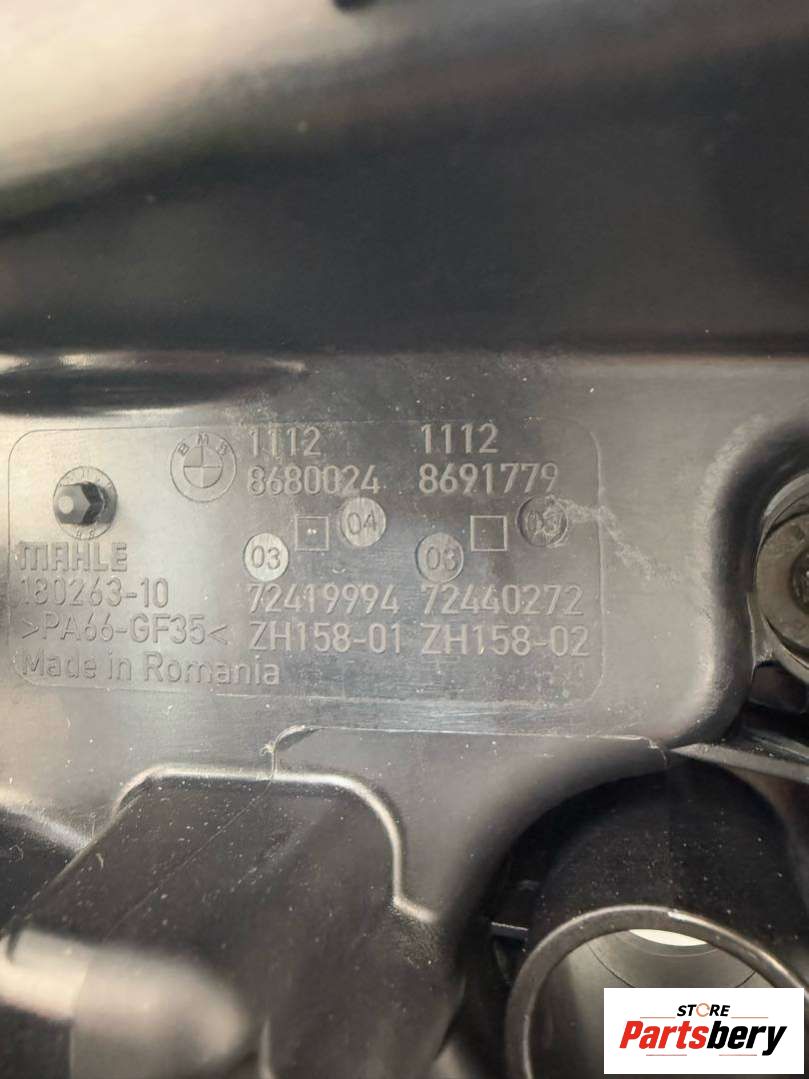 BMW
1112 1112
8680024 8691779
04
03 03
MAHLE
180263-10 72419994 72440272
>PA66-GF35< ZH158-01 ZH158-02
Made in Romania
STORE
Partsbery